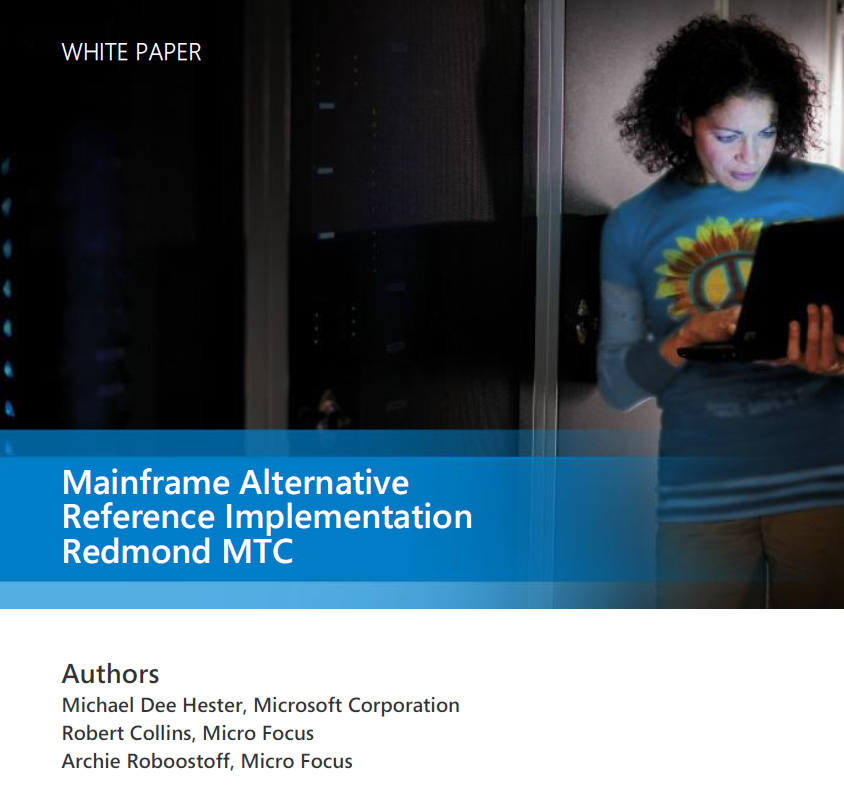 WHITE PAPER
Mainframe Alternative
Reference Implementation
Redmond MTC
Authors
Michael Dee Hester, Microsoft Corporation
Robert Collins, Micro Focus
Archie Roboostoff, Micro Focus